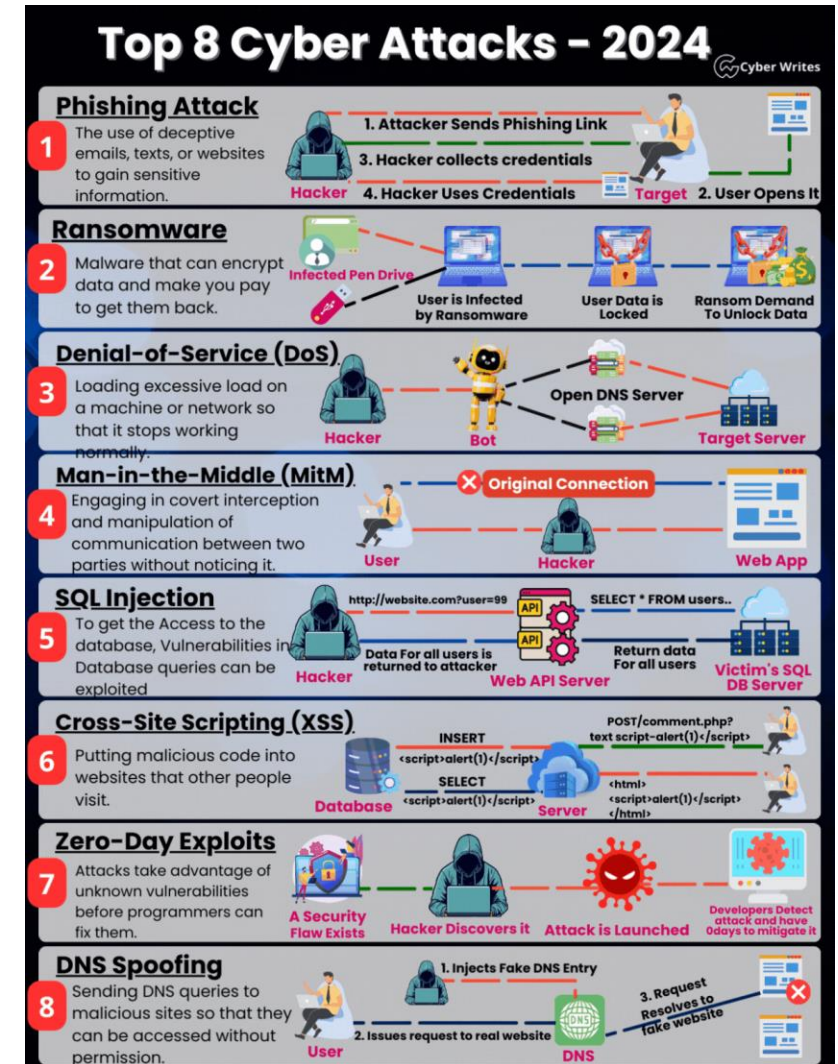 Top 8 Cyber Attacks - 2024
Cyber Writes
Phishing Attack
1
The use of deceptive
emails, texts, or websites
to gain sensitive
information.
1. Attacker Sends Phishing Link
3. Hacker collects credentials
4. Hacker Uses Credentials
Hacker
Target
2. User Opens It
Ransomware
2
Malware that can encrypt
data and make you pay
to get them back.
Infected Pen Drive
User is Infected
by Ransomware
User Data is
Locked
Ransom Demand
To Unlock Data
Denial-of-Service (DoS)
3
Loading excessive load on
a machine or network so
that it stops working
normally.
Hacker
Bot
Open DNS Server
Target Server
Man-in-the-Middle (MitM)
4
Engaging in covert interception
and manipulation of
communication between two
parties without noticing it.
Original Connection
User
Hacker
Web App
SQL Injection
5
To get the Access to the
database, Vulnerabilities in
Database queries can be
exploited
Hacker
http://website.com?user=99
Data For all users is
returned to attacker
API
API
Web API Server
SELECT * FROM users..
Return data
For all users
Victim's SQL
DB Server
Cross-Site Scripting (XSS)
6
Putting malicious code into
websites that other people
visit.
Database
INSERT
<script>alert(1)</script>
SELECT
<script>alert(1)</script>
Server
POST/comment.php?
text script-alert(1)</script>
<html>
<script>alert(1)</script>
</html>
Zero-Day Exploits
7
Attacks take advantage of
unknown vulnerabilities
before programmers can
fix them.
A Security
Flaw Exists
Hacker Discovers it
Attack is Launched
Developers Detect
attack and have
0days to mitigate it
DNS Spoofing
8
Sending DNS queries to
malicious sites so that they
can be accessed without
permission.
User
1. Injects Fake DNS Entry
2. Issues request to real website
DNS
DNS
3. Request
Resolves to
fake website